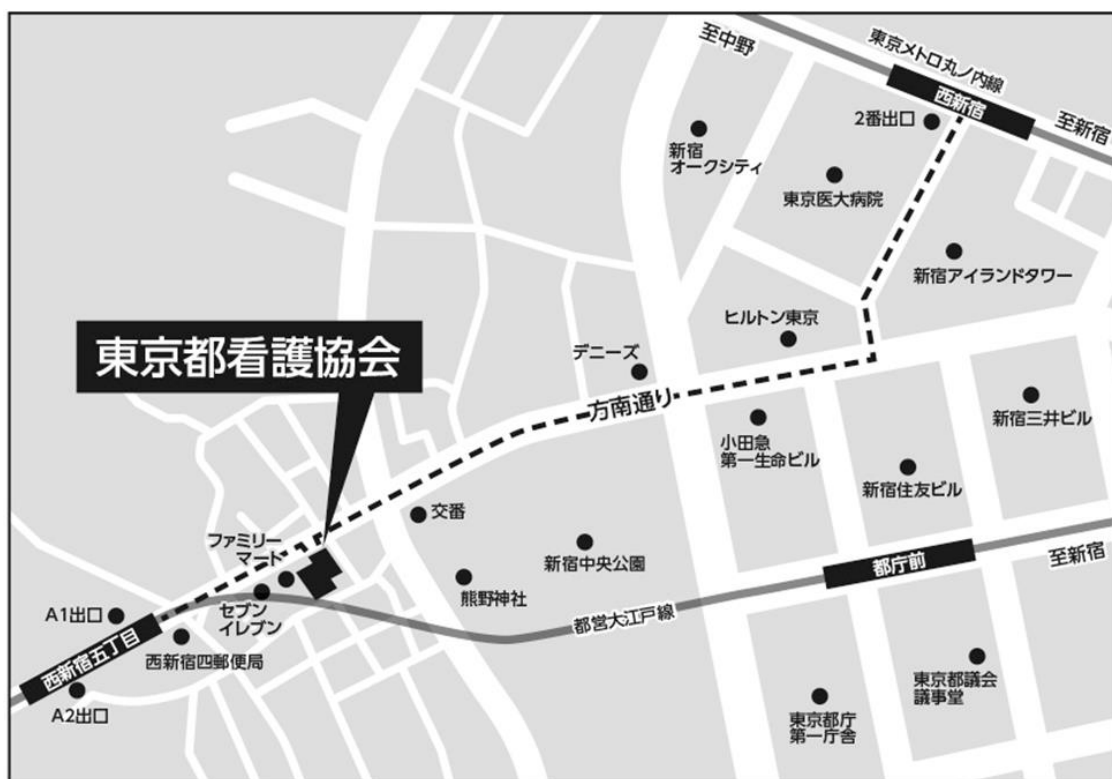 至中野
東京メトロ丸ノ内線
西新宿
至新宿
2番出口
新宿
オークシティ
東京医大病院
新宿アイランドタワー
ヒルトン東京
デニーズ
東京都看護協会
方南通り
新宿三井ビル
小田急
第一生命ビル
新宿住友ビル
交番
ファミリー
マート
新宿中央公園
都庁前
至新宿
熊野神社
セブン
イレブン
都営大江戸線
A1出口
西新宿五丁目
西新宿四郵便局
A2出口
東京都議会
議事堂
東京都庁
第一庁舎